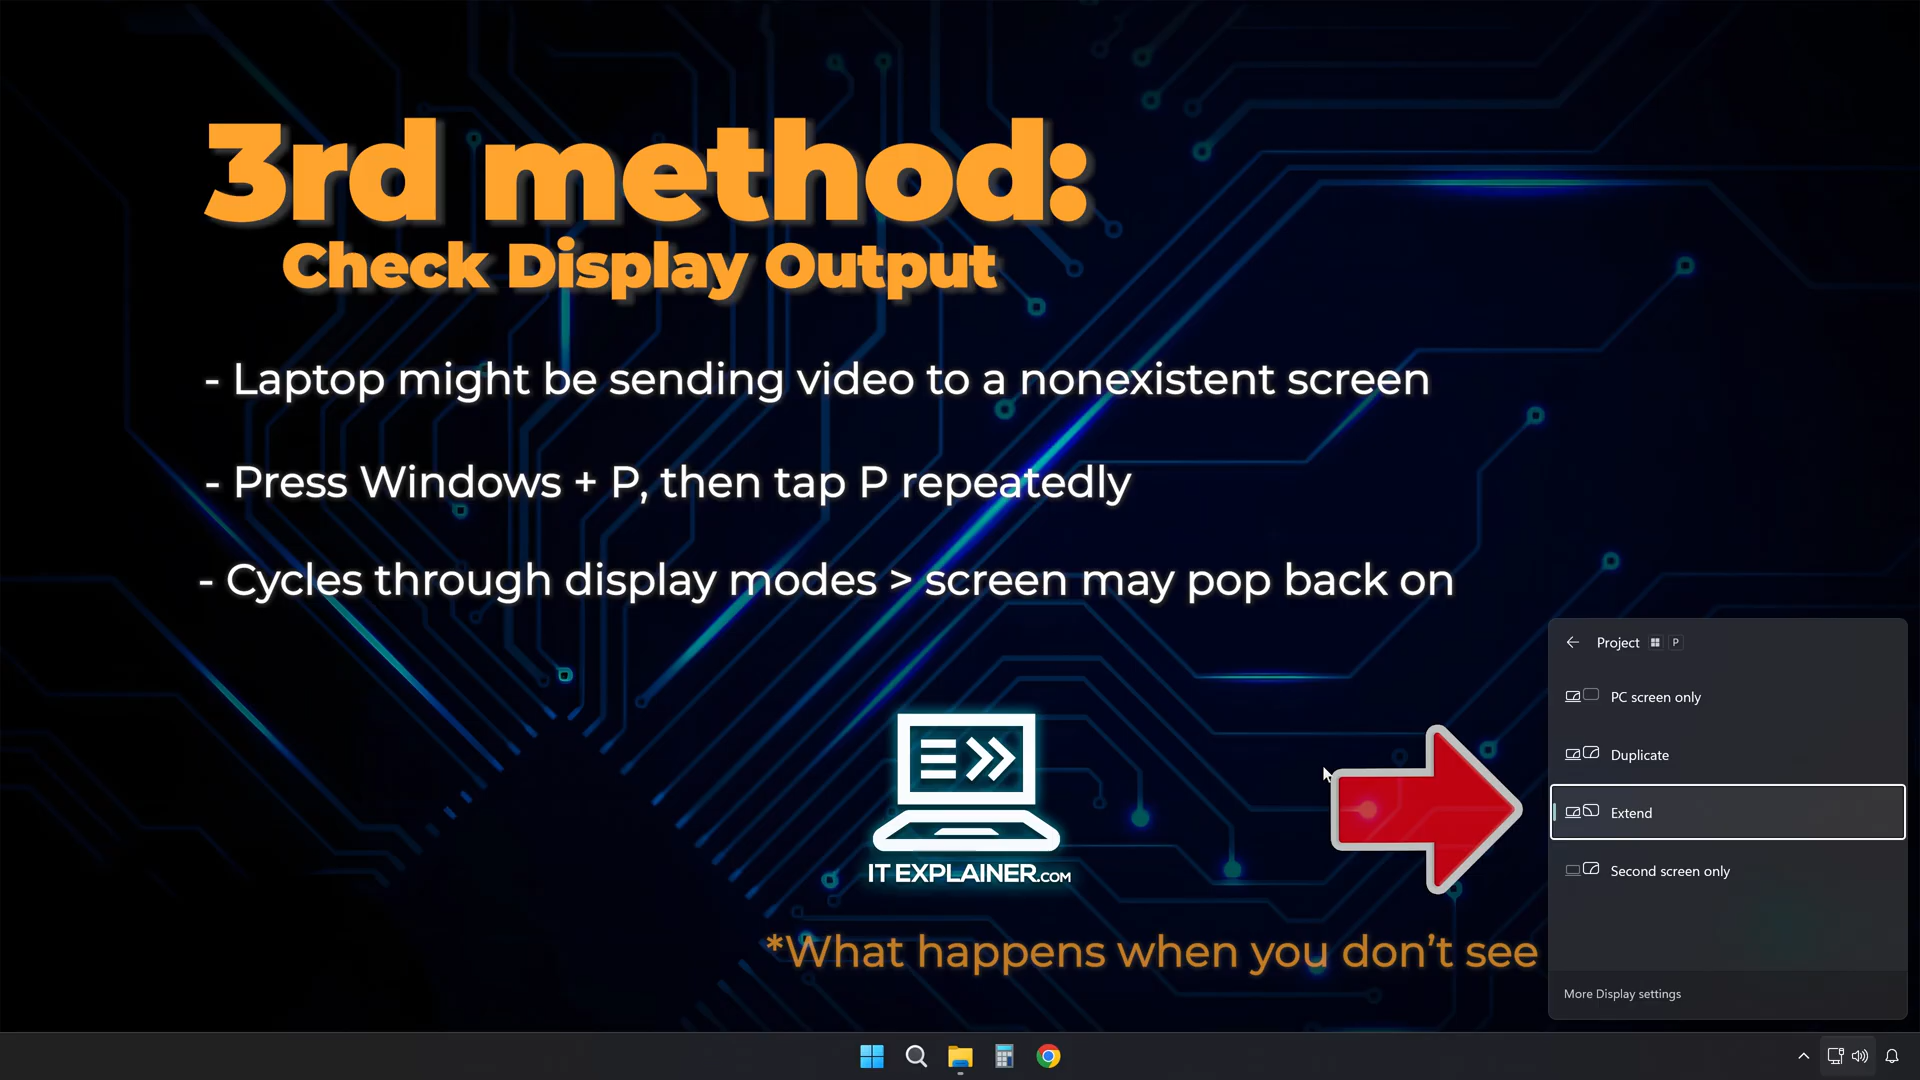 3rd method:
Check Display Output
- Laptop might be sending video to a nonexistent screen
- Press Windows + P, then tap P repeatedly
- Cycles through display modes > screen may pop back on
IT EXPLAINER.COM
*What happens when you don’t see
Project P
PC screen only
Duplicate
Extend
Second screen only
More Display settings